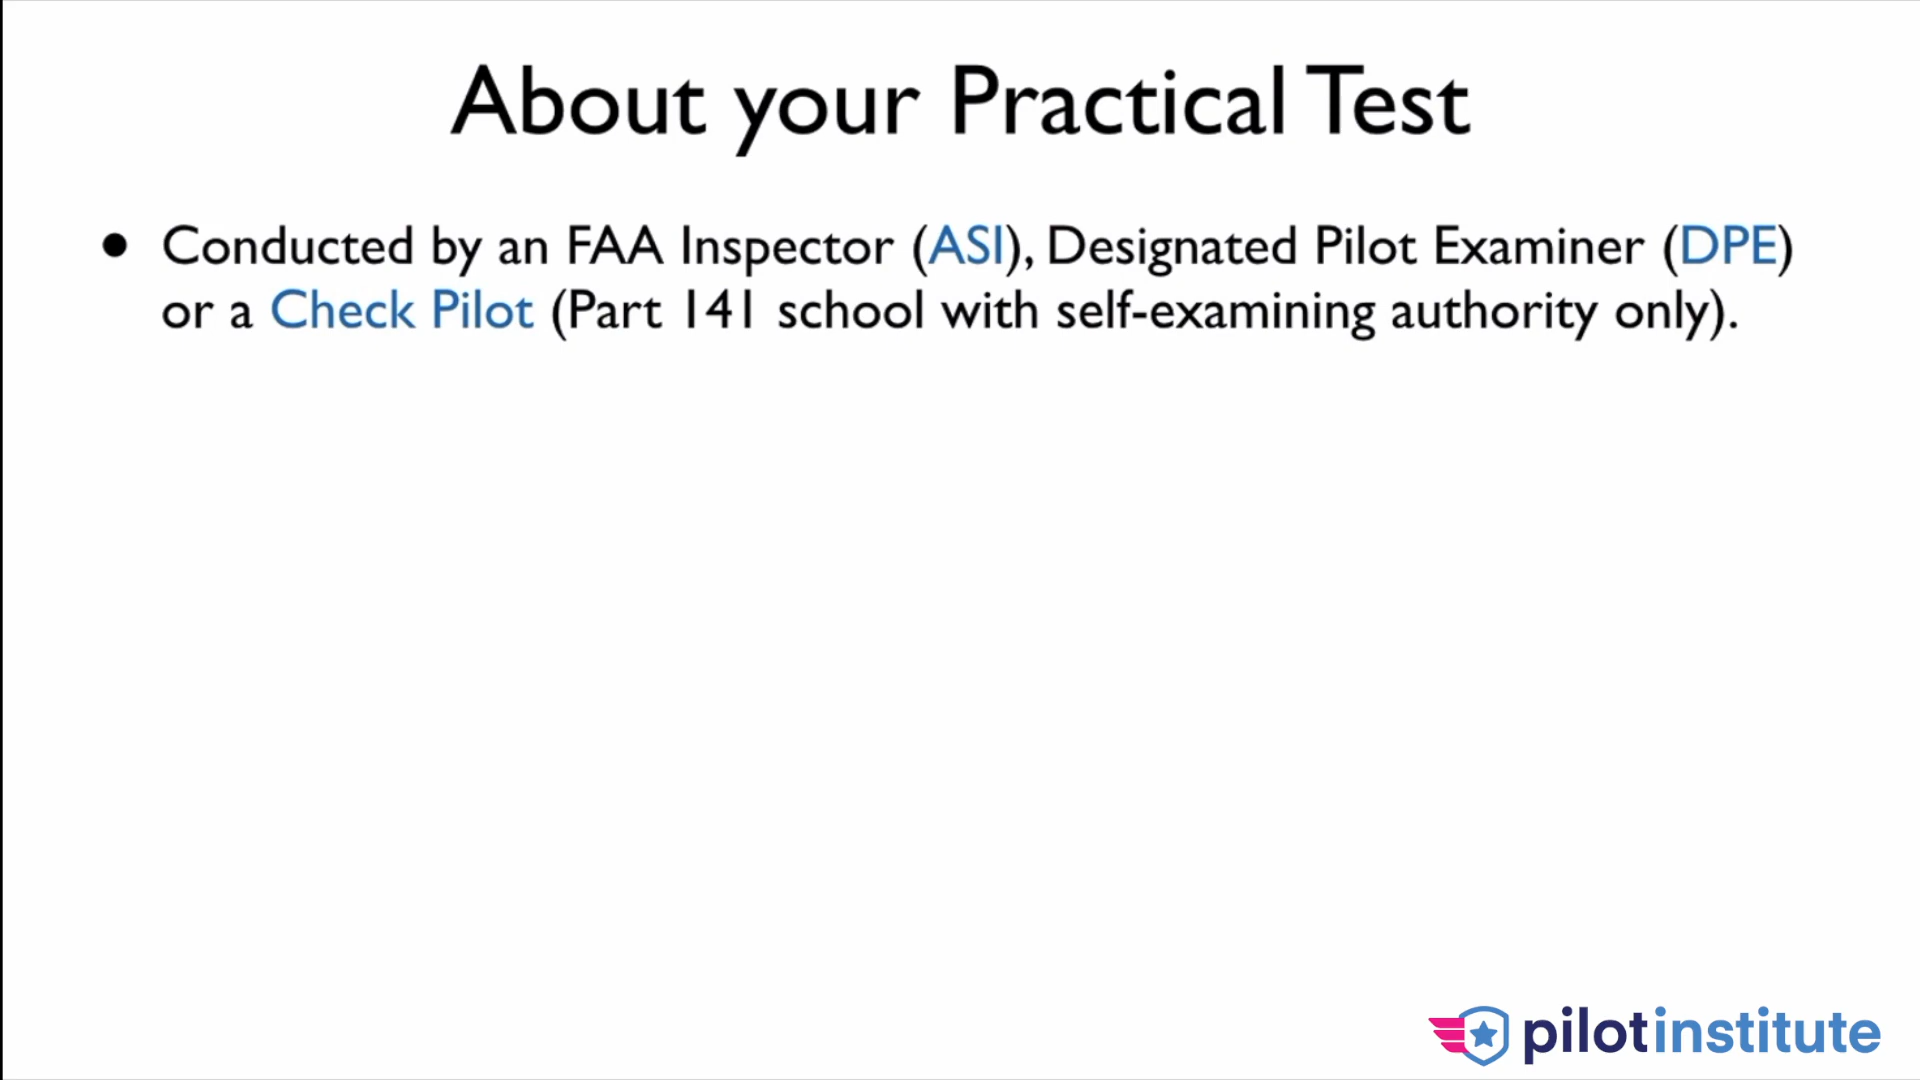 About your Practical Test
• Conducted by an FAA Inspector (ASI), Designated Pilot Examiner (DPE)
or a Check Pilot (Part 141 school with self-examining authority only).
pilotinstitute